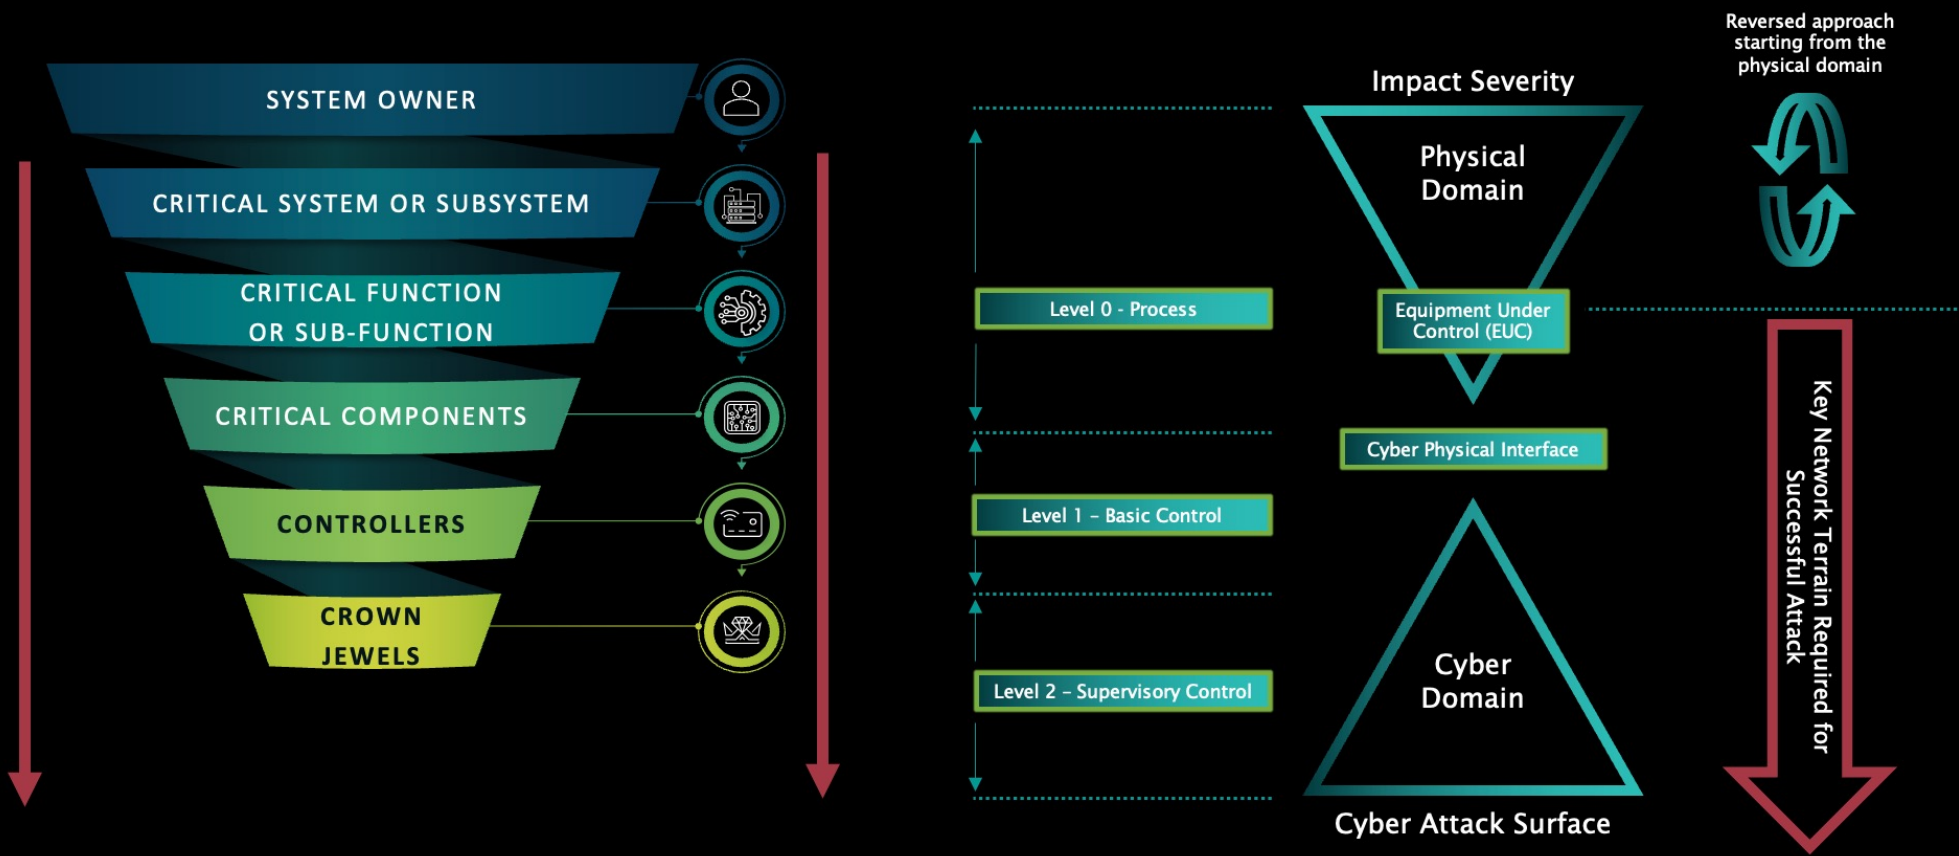 SYSTEM OWNER
CRITICAL SYSTEM OR SUBSYSTEM
CRITICAL FUNCTION
OR SUB-FUNCTION
CRITICAL COMPONENTS
CONTROLLERS
CROWN
JEWELS
Level 0 - Process
Level 1 – Basic Control
Level 2 – Supervisory Control
Impact Severity
Physical
Domain
Equipment Under
Control (EUC)
Cyber Physical Interface
Cyber
Domain
Cyber Attack Surface
Reversed approach
starting from the
physical domain
Key Network Terrain Required for
Successful Attack